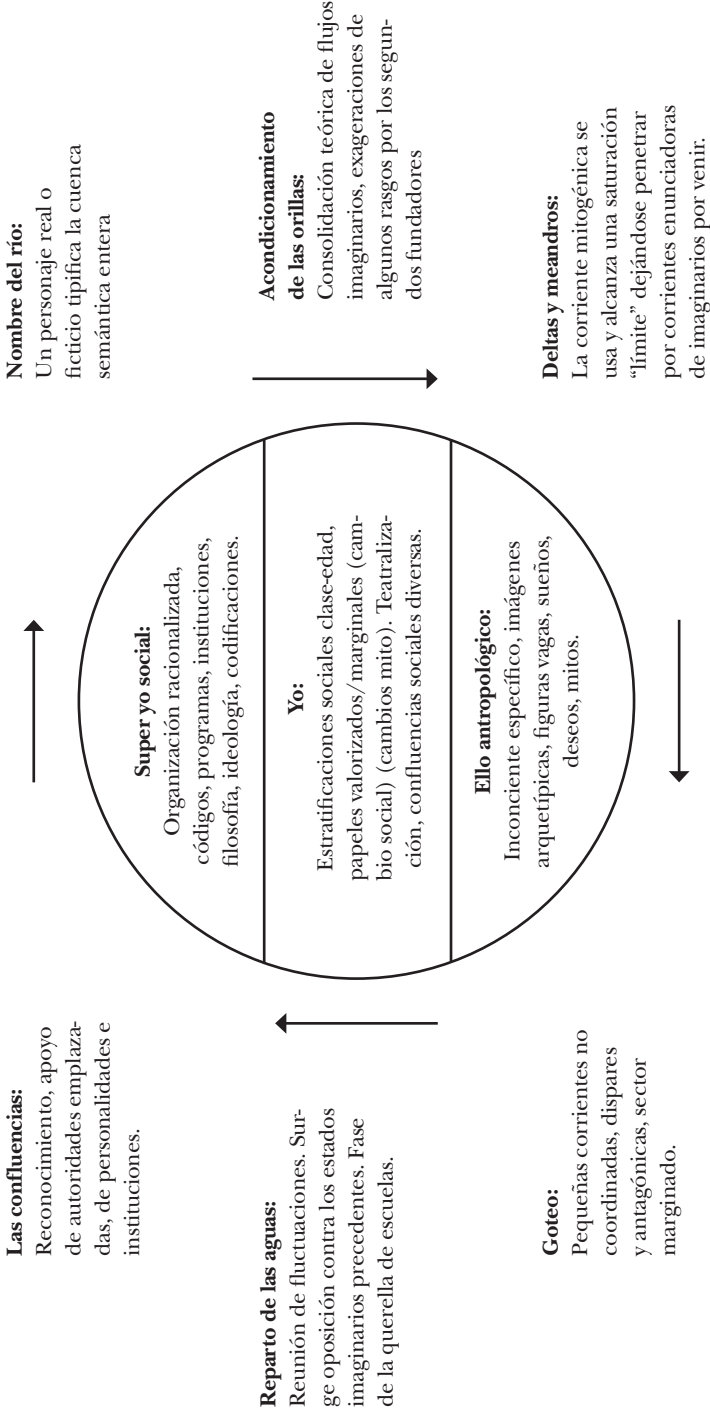 Las confluencias:
Reconocimiento, apoyo
de autoridades emplaza-
das, de personalidades e
instituciones.
Nombre del río:
Un personaje real o
ficticio tipifica la cuenca
semántica entera
Super yo social:
Organización racionalizada,
códigos, programas, instituciones,
filosofía, ideología, codificaciones.
Reparto de las aguas:
Reunión de fluctuaciones. Sur-
ge oposición contra los estados
imaginarios precedentes. Fase
de la querella de escuelas.
Yo:
Estratificaciones sociales clase-edad,
papeles valorizados/marginales (cam-
bio social) (cambios mito). Teatraliza-
ción, confluencias sociales diversas.
Acondicionamiento
de las orillas:
Consolidación teórica de flujos
imaginarios, exageraciones de
algunos rasgos por los segun-
dos fundadores
Goteo:
Pequeñas corrientes no
coordinadas, dispares
y antagónicas, sector
marginado.
Ello antropológico:
Inconciente específico, imágenes
arquetípicas, figuras vagas, sueños,
deseos, mitos.
Deltas y meandros:
La corriente mitogénica se
usa y alcanza una saturación
“límite” dejándose penetrar
por corrientes enunciadoras
de imaginarios por venir.